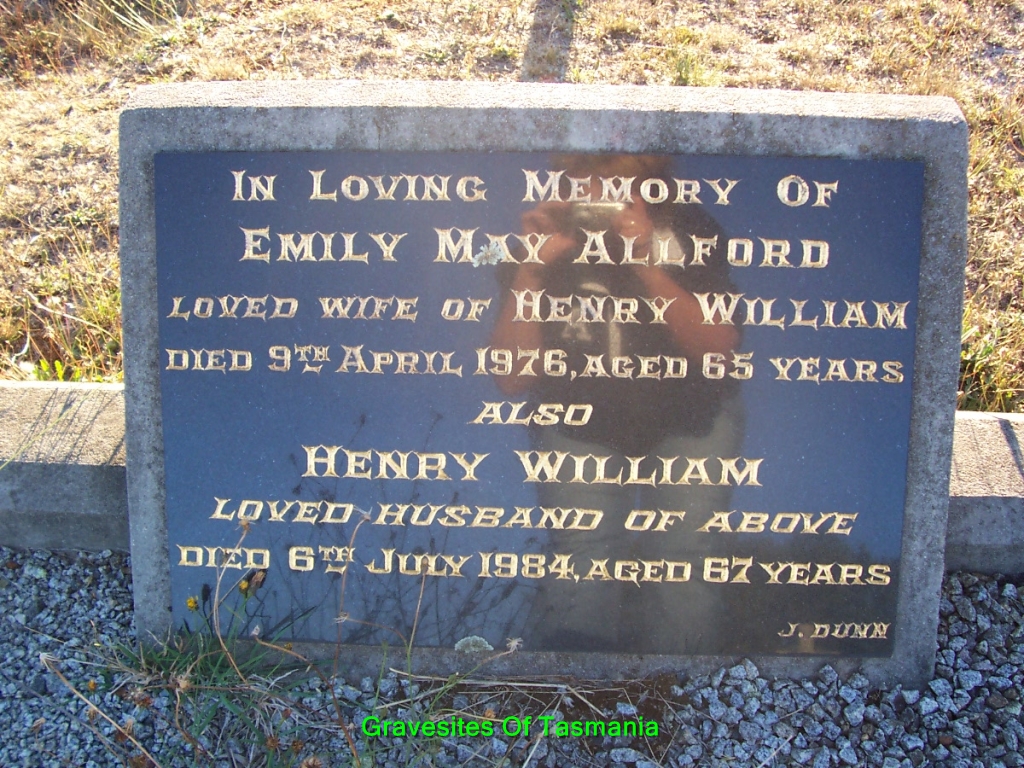 In Loving Memory Of
Emily May Allford
LOVED WIFE OF HENRY WILLIAM
DIED 9TH APRIL 1976, AGED 65 YEARS
ALSO
HENRY WILLIAM
LOVED HUSBAND OF ABOVE
DIED 6TH JULY 1984, AGED 67 YEARS
J. DUNN
Gravesites Of Tasmania